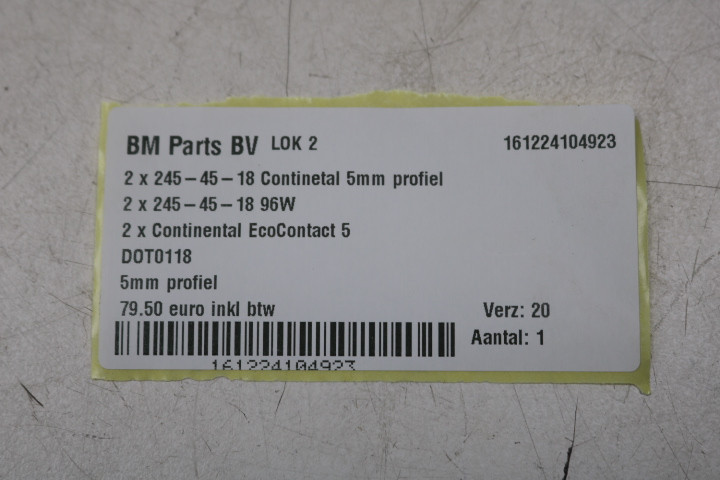 BM Parts BV LOK 2 161224104923
2 x 245-45-18 Continetal 5mm profiel
2 x 245-45-18 96W
2 x Continental EcoContact 5
DOT0118
5mm profiel
79.50 euro inkl btw Verz: 20
Aantal: 1
161224104923